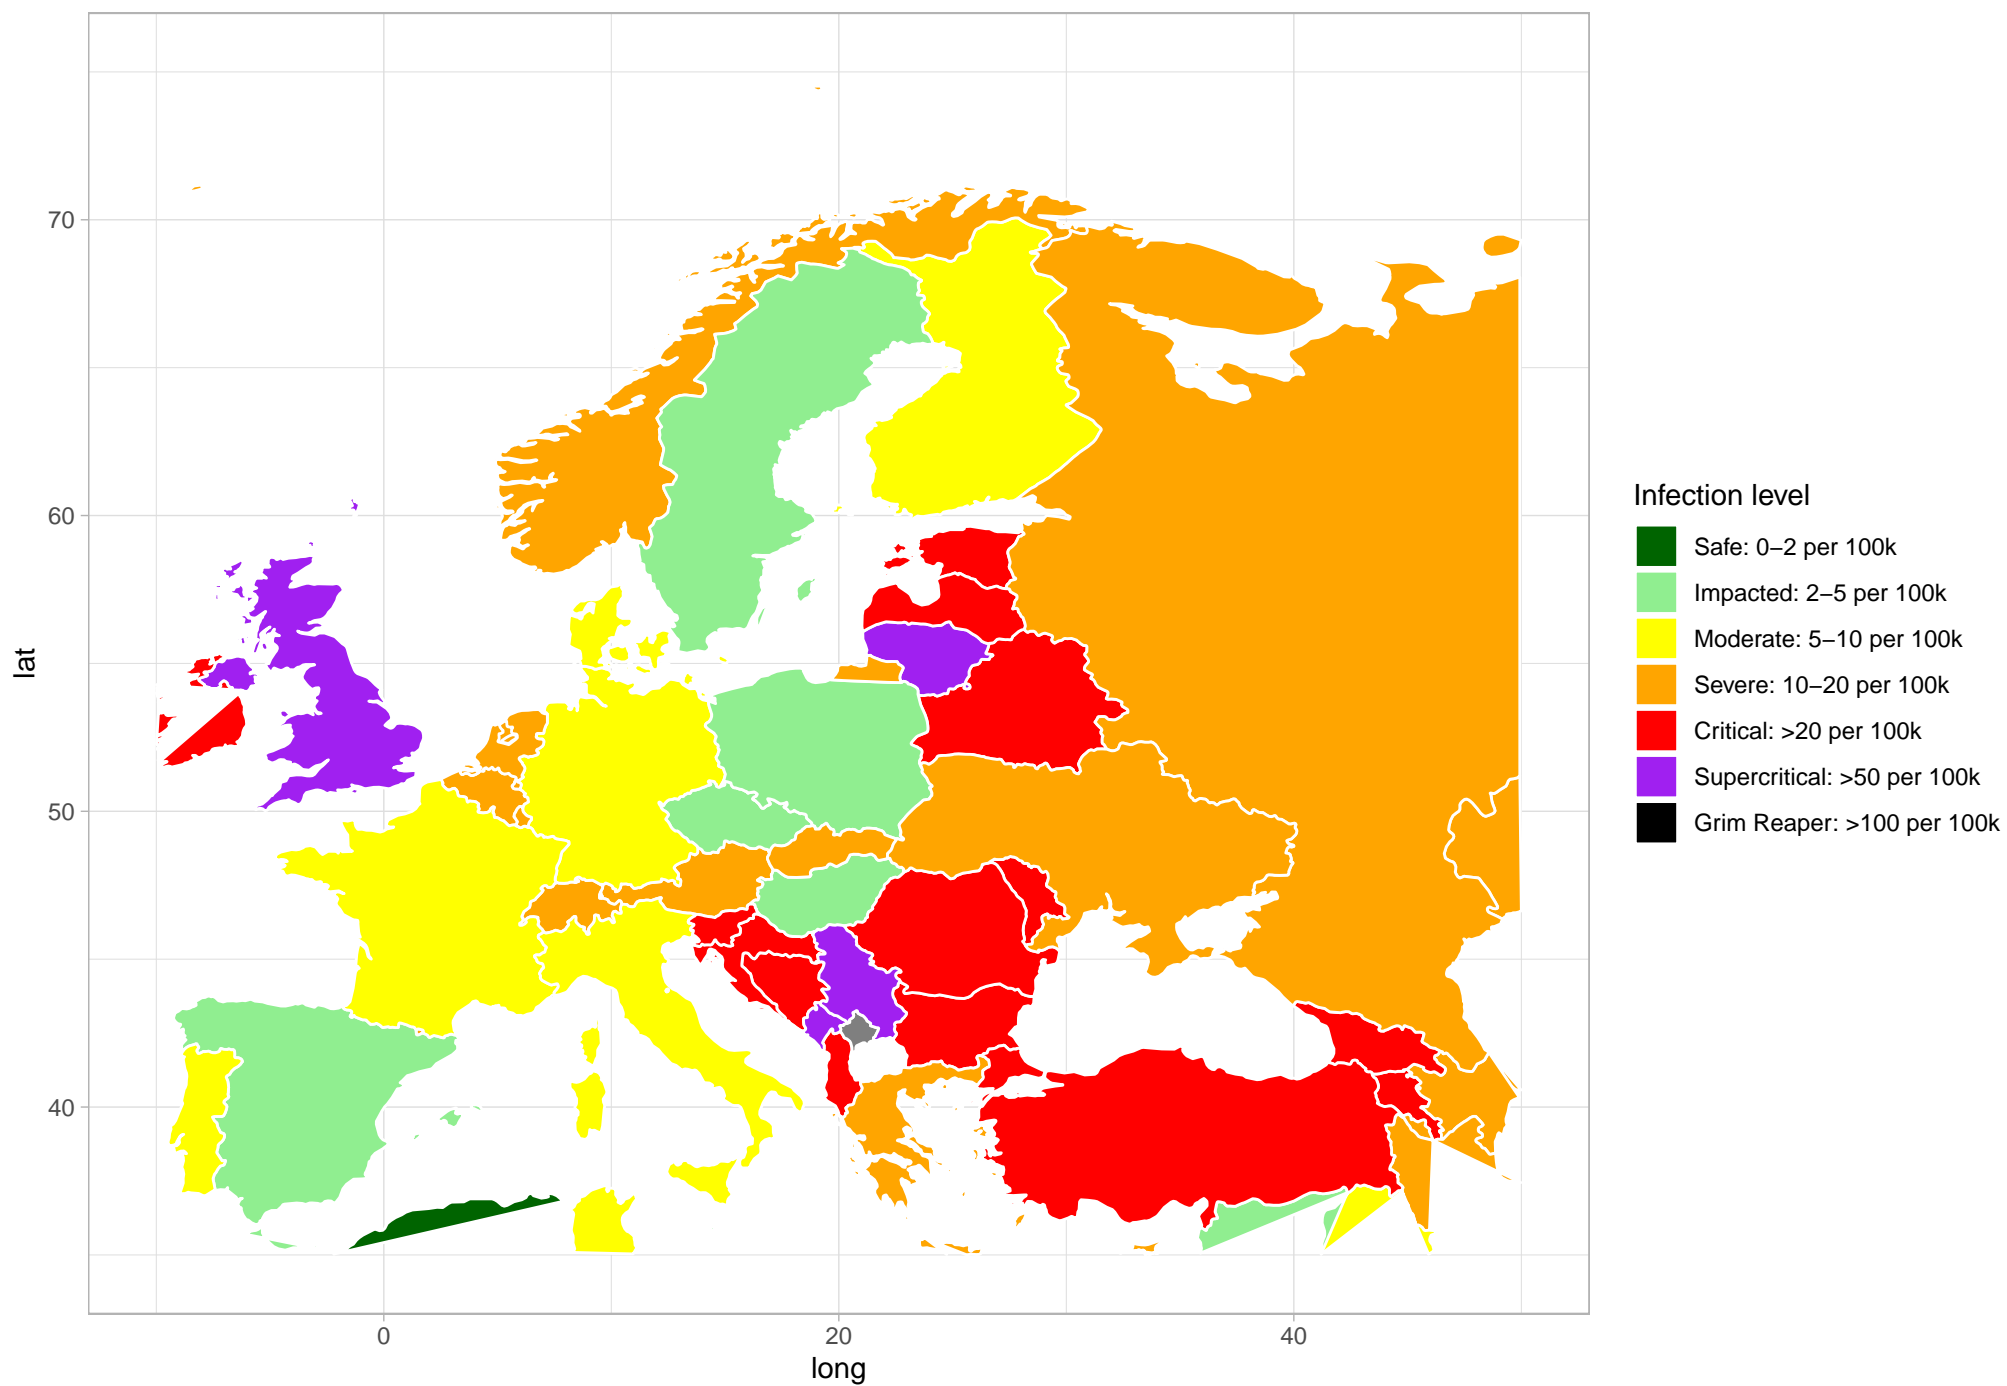 70
60
50
40
lat
0
20
40
long
Infection level
Safe: 0−2 per 100k
Impacted: 2−5 per 100k
Moderate: 5−10 per 100k
Severe: 10−20 per 100k
Critical: >20 per 100k
Supercritical: >50 per 100k
Grim Reaper: >100 per 100k